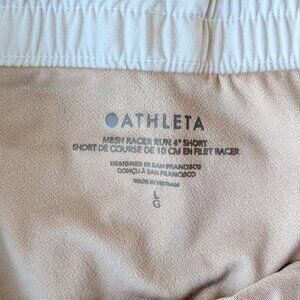 ATHLETA
MESH RACER RUN 4" SHORT
SHORT DE COURSE DE 10 CM EN FILET RACER
DESIGNED IN SAN FRANCISCO
CONÇU À SAN FRANCISCO
MADE IN VIETNAM
L
G